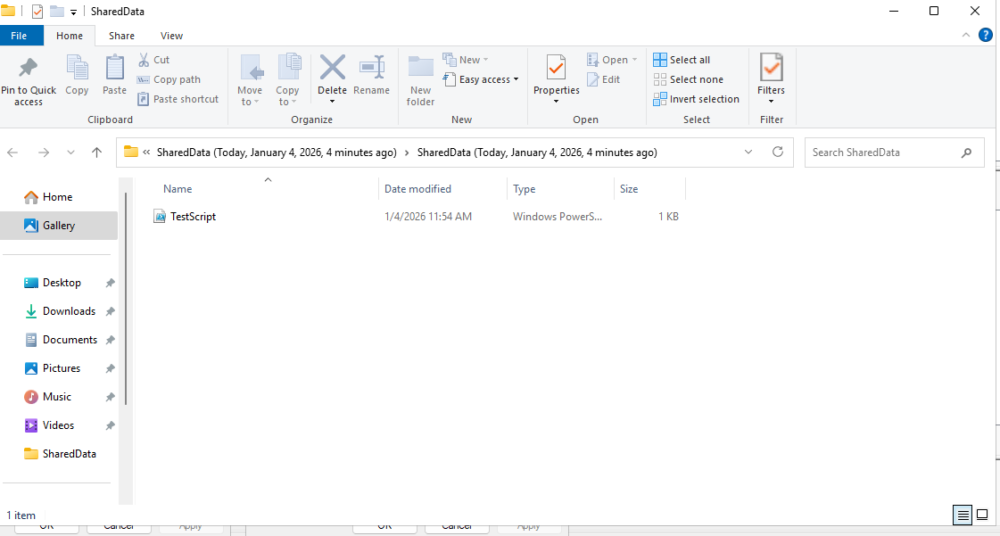 SharedData
File Home Share View
Pin to Quick access
Copy
Paste
Cut
Copy path
Paste shortcut
Clipboard
Move to
Copy to
Delete
Rename
Organize
New folder
New
Easy access
New
Properties
Open
Edit
Open
Select all
Select none
Invert selection
Select
Filters
Filter
« SharedData (Today, January 4, 2026, 4 minutes ago) › SharedData (Today, January 4, 2026, 4 minutes ago)
Search SharedData
Home
Gallery
Desktop
Downloads
Documents
Pictures
Music
Videos
SharedData
Name Date modified Type Size
TestScript 1/4/2026 11:54 AM Windows PowerS... 1 KB
1 item
OK Cancel Apply OK Cancel Apply